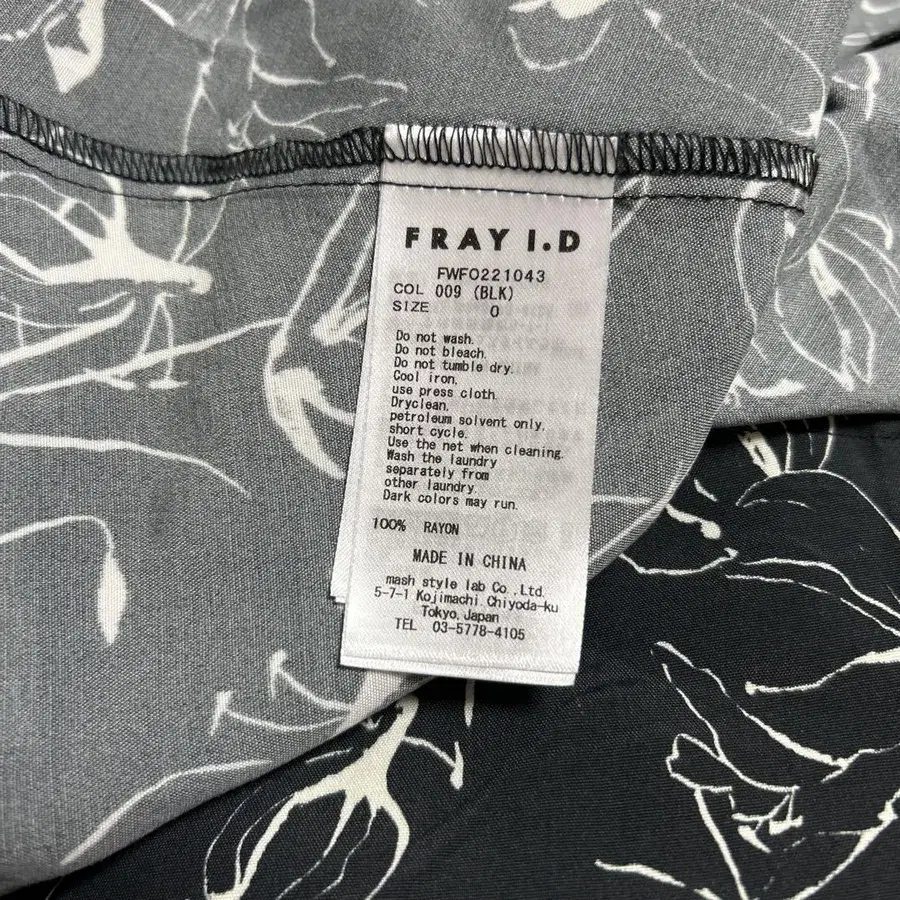 FRAY I.D
FWFO221043
COL 009 (BLK)
SIZE 0
Do not wash.
Do not bleach.
Do not tumble dry.
Cool iron,
use press cloth.
Dryclean,
petroleum solvent only,
short cycle.
Use the net when cleaning.
Wash the laundry
separately from
other laundry.
Dark colors may run.
100% RAYON
MADE IN CHINA
mash style lab Co.,Ltd.
5-7-1 Kojimachi Chiyoda-ku
Tokyo, Japan
TEL 03-5778-4105